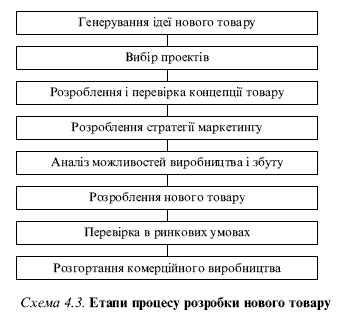 Генерування ідеї нового товару
Вибір проектів
Розроблення і перевірка концепції товару
Розроблення стратегії маркетингу
Аналіз можливостей виробництва і збуту
Розроблення нового товару
Перевірка в ринкових умовах
Розгортання комерційного виробництва
Схема 4.3. Етапи процесу розробки нового товару